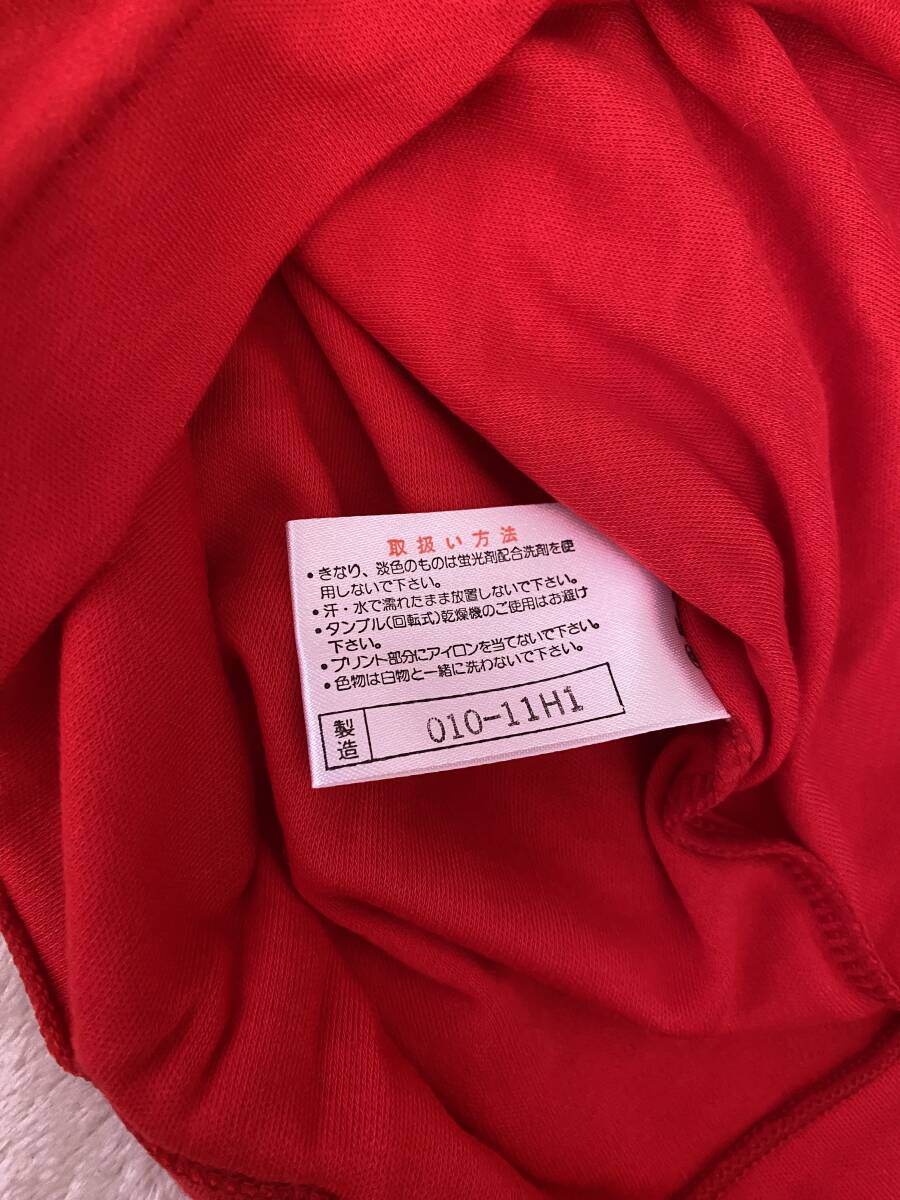 取扱い方法
・きなり、淡色のものは蛍光剤配合洗剤を使
用しないで下さい。
・汗・水で濡れたまま放置しないで下さい。
・タンブル(回転式)乾燥機のご使用はお避け
下さい。
・プリント部分にアイロンを当てないで下さい。
・色物は白物と一緒に洗わないで下さい。
製造 010-11H1